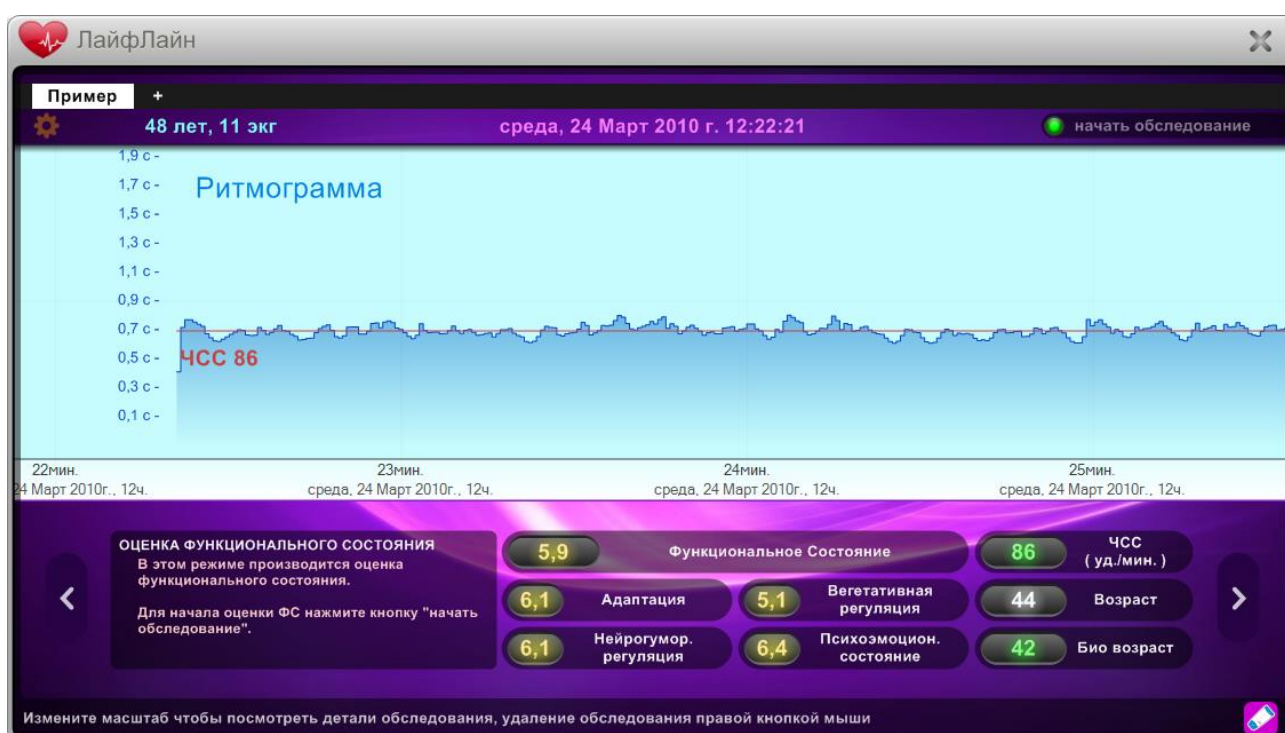 ЛайфЛайн
Пример +
48 лет, 11 экг среда, 24 Март 2010 г. 12:22:21 начать обследование
1,9 с -
1,7 с -
Ритмограмма
1,5 с -
1,3 с -
1,1 с -
0,9 с -
0,7 с -
0,5 с -
ЧСС 86
0,3 с -
0,1 с -
22мин. 23мин. 24мин. 25мин.
24 Март 2010г., 12ч. среда, 24 Март 2010г., 12ч. среда, 24 Март 2010г., 12ч. среда, 24 Март 2010г., 12ч.
ОЦЕНКА ФУНКЦИОНАЛЬНОГО СОСТОЯНИЯ
В этом режиме производится оценка
функционального состояния.
Для начала оценки ФС нажмите кнопку "начать
обследование".
5,9 Функциональное Состояние
86 ЧСС
( уд./мин. )
6,1 Адаптация
5,1 Вегетативная
регуляция
44 Возраст
6,1 Нейрогумор.
регуляция
6,4 Психоэмоцион.
состояние
42 Био возраст
Измените масштаб чтобы посмотреть детали обследования, удаление обследования правой кнопкой мыши